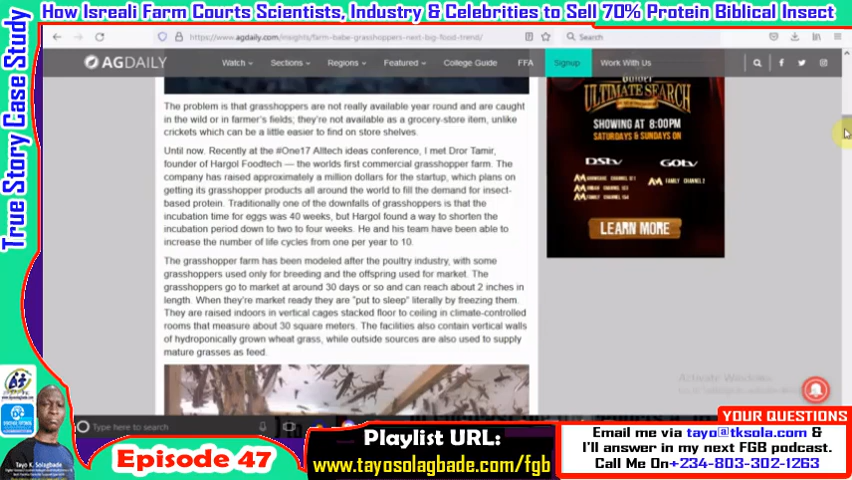 How Isreali Farm Courts Scientists, Industry & Celebrities to Sell 70% Protein Biblical Insect
True Story Case Study
https://www.agdaily.com/insights/farm-babe-grasshoppers-next-big-food-trend/
Search
AGDAILY
Watch
Sections
Regions
Featured
College Guide
FFA
Signup
Work With Us
The problem is that grasshoppers are not really available year round and are caught
in the wild or in farmer's fields; they're not available as a grocery-store item, unlike
crickets which can be a little easier to find on store shelves.
Until now. Recently at the #One17 Alltech ideas conference, I met Dror Tamir,
founder of Hargol Foodtech — the worlds first commercial grasshopper farm. The
company has raised approximately a million dollars for the startup, which plans on
getting its grasshopper products all around the world to fill the demand for insect-
based protein. Traditionally one of the downfalls of grasshoppers is that the
incubation time for eggs was 40 weeks, but Hargol found a way to shorten the
incubation period down to two to four weeks. He and his team have been able to
increase the number of life cycles from one per year to 10.
The grasshopper farm has been modeled after the poultry industry, with some
grasshoppers used only for breeding and the offspring used for market. The
grasshoppers go to market at around 30 days or so and can reach about 2 inches in
length. When they're market ready they are "put to sleep" literally by freezing them.
They are raised indoors in vertical cages stacked floor to ceiling in climate-controlled
rooms that measure about 30 square meters. The facilities also contain vertical walls
of hydroponically grown wheat grass, while outside sources are also used to supply
mature grasses as feed.
ULTIMATE SEARCH
SHOWING AT 8:00PM
SATURDAYS & SUNDAYS ON
DStv
GOtv
FAMILY CHANNEL 2
LEARN MORE
Activate Windows
Type here to search
Tayo K. Solagbade
Episode 47
Playlist URL:
www.tayosolagbade.com/fgb
YOUR QUESTIONS
Email me via tayo@tksola.com &
I'll answer in my next FGB podcast.
Call Me On+234-803-302-1263